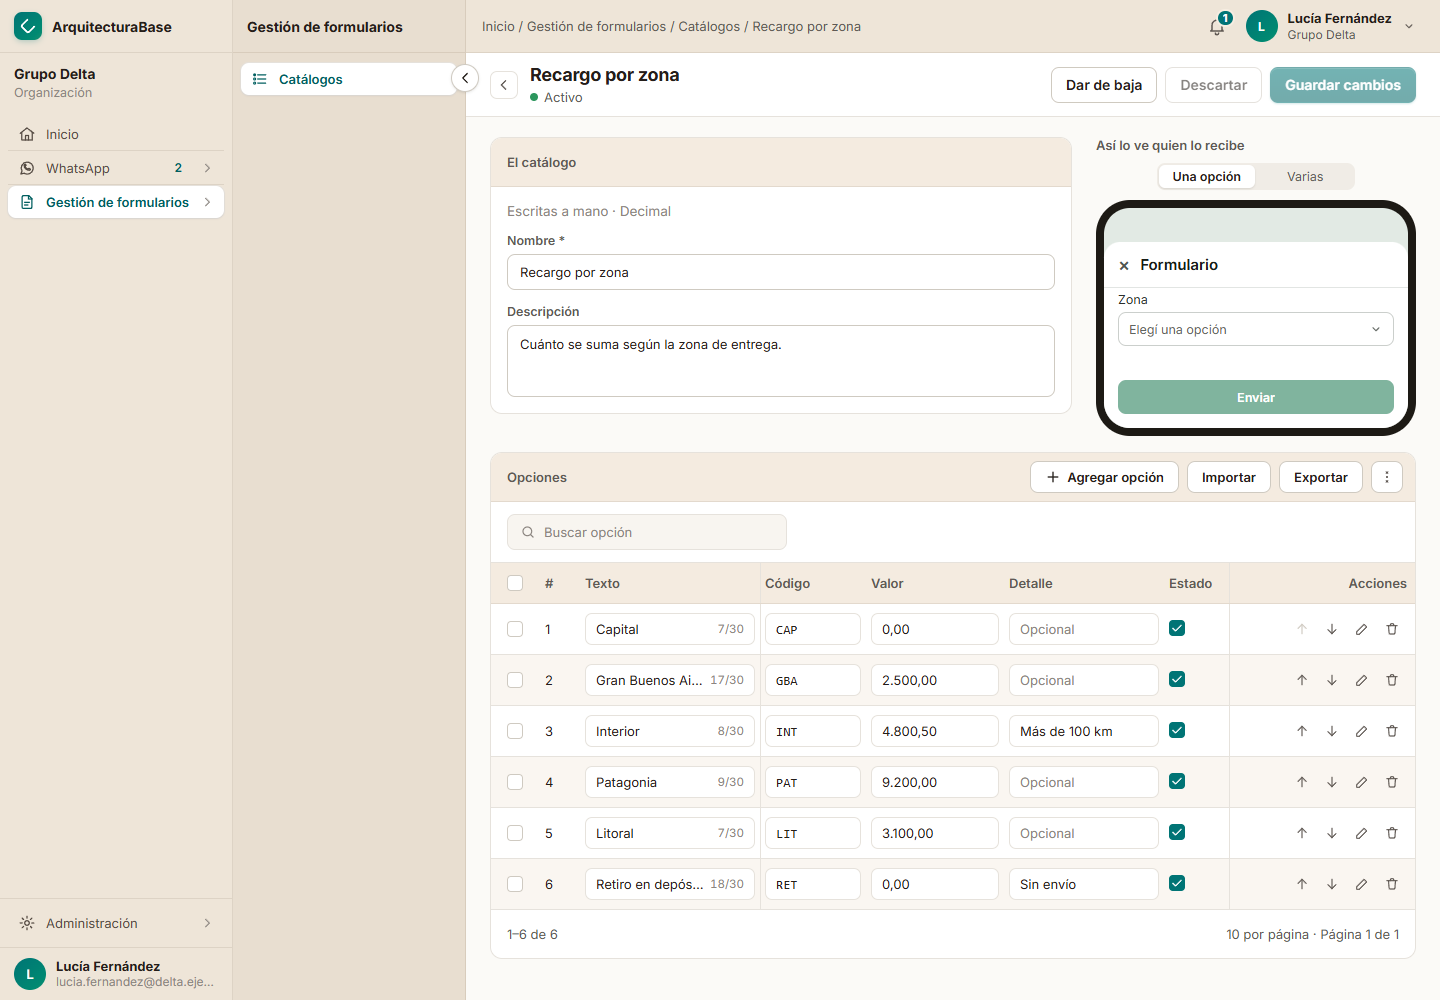 ArquitecturaBase
Gestión de formularios
Inicio / Gestión de formularios / Catálogos / Recargo por zona
1
L
Lucía Fernández
Grupo Delta
Grupo Delta
Organización
Inicio
WhatsApp 2
Gestión de formularios
Administración
L
Lucía Fernández
lucia.fernandez@delta.eje...
Catálogos
Recargo por zona
Activo
Dar de baja
Descartar
Guardar cambios
El catálogo
Escritas a mano · Decimal
Nombre *
Recargo por zona
Descripción
Cuánto se suma según la zona de entrega.
Así lo ve quien lo recibe
Una opción Varias
× Formulario
Zona
Elegí una opción
Enviar
Opciones
+ Agregar opción
Importar
Exportar
Buscar opción
# Texto Código Valor Detalle Estado Acciones
1 Capital 7/30 CAP 0,00 Opcional
2 Gran Buenos Ai... 17/30 GBA 2.500,00 Opcional
3 Interior 8/30 INT 4.800,50 Más de 100 km
4 Patagonia 9/30 PAT 9.200,00 Opcional
5 Litoral 7/30 LIT 3.100,00 Opcional
6 Retiro en depós... 18/30 RET 0,00 Sin envío
1–6 de 6
10 por página · Página 1 de 1